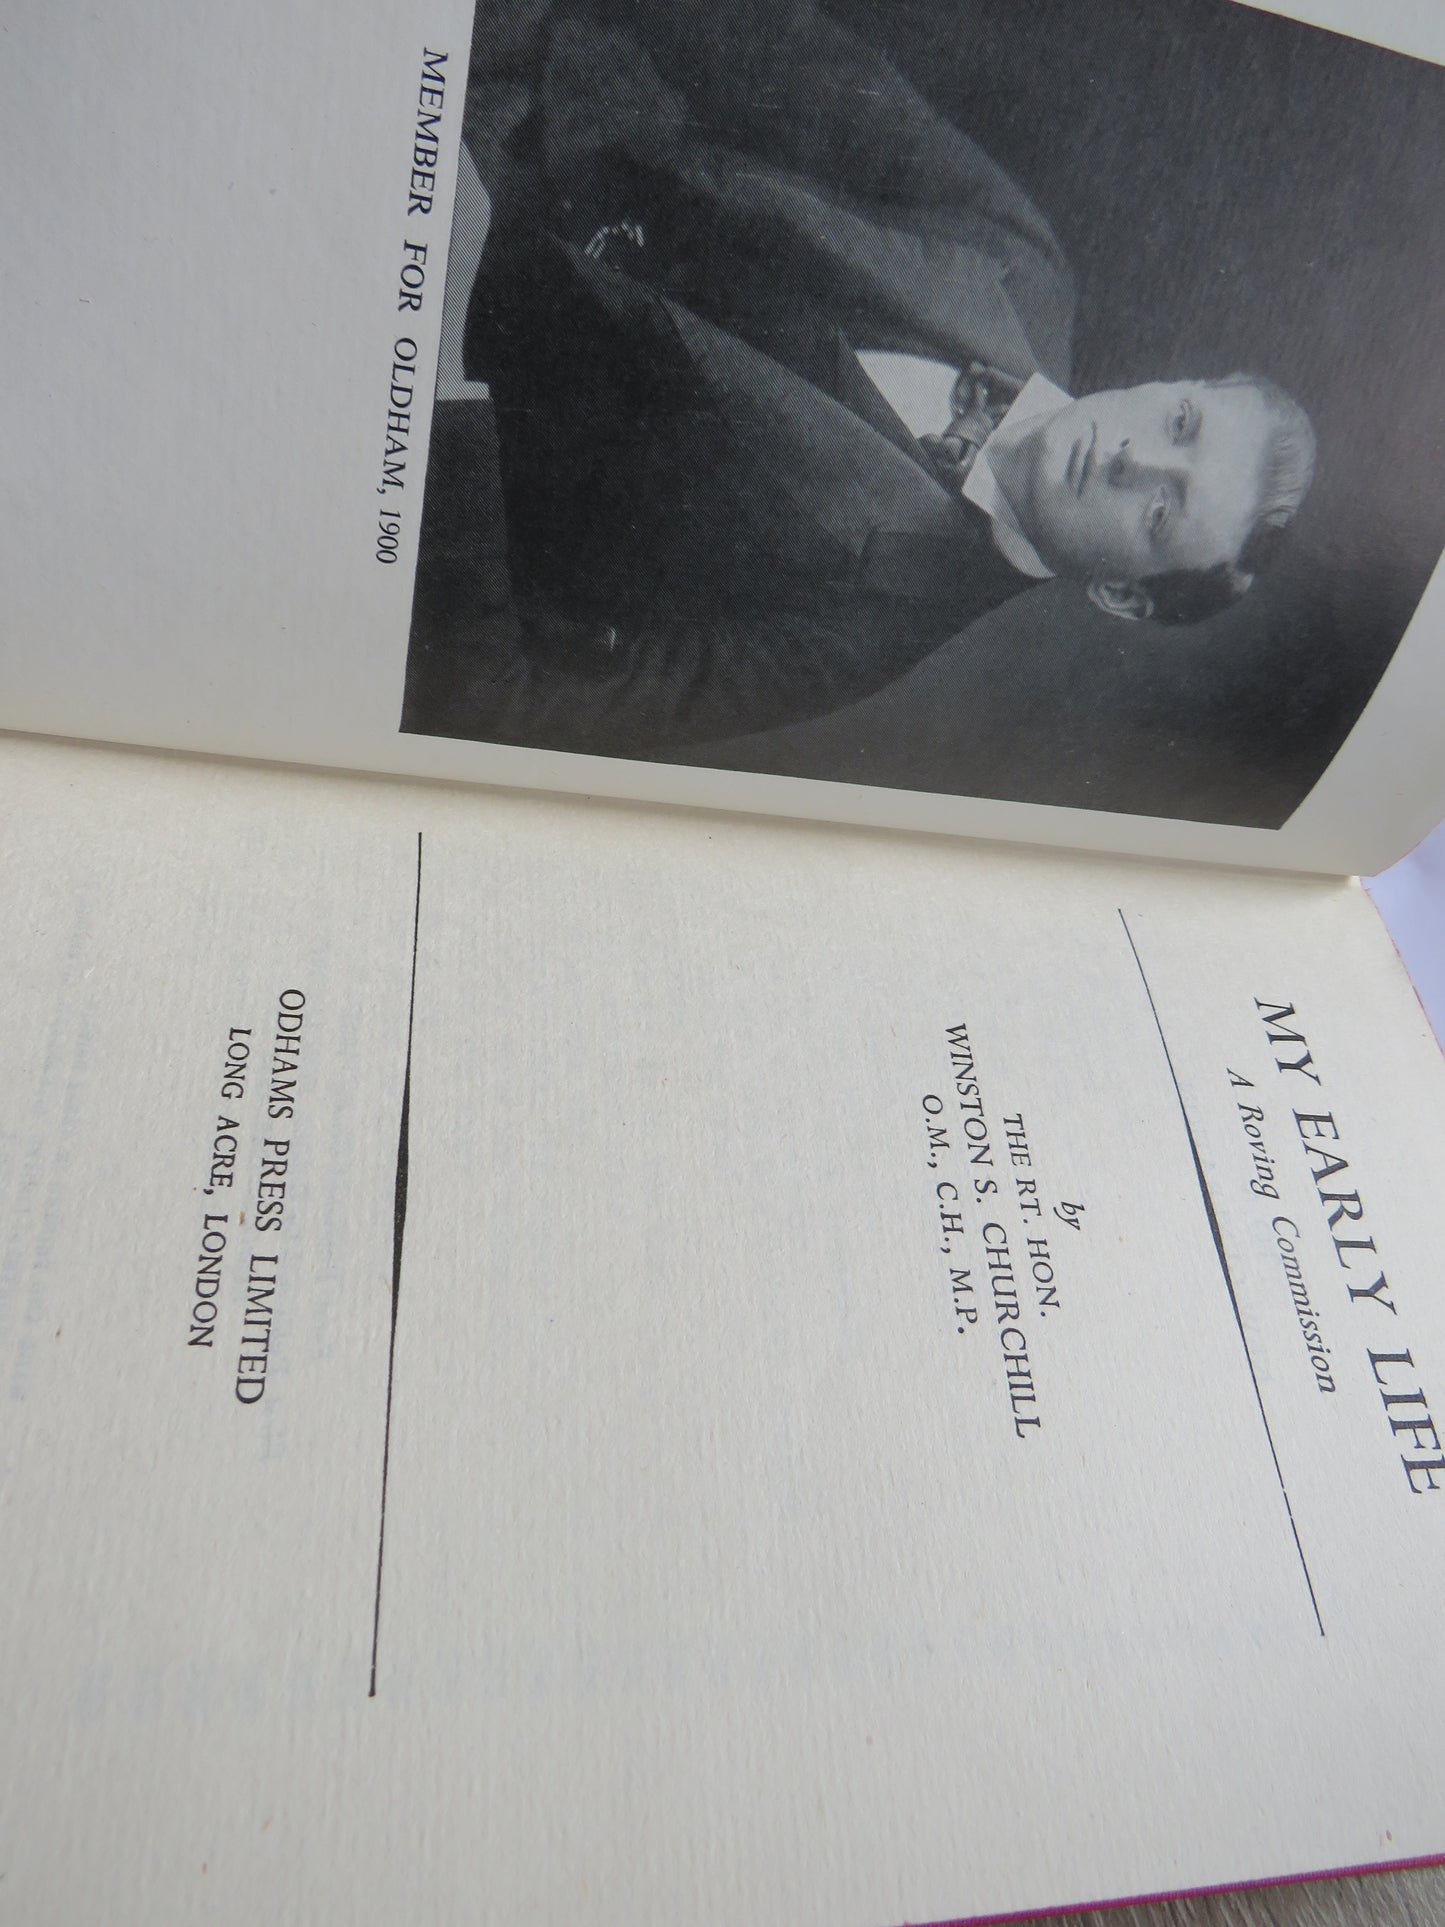 MEMBER FOR OLDHAM, 1900
MY EARLY LIFE
A Roving Commission
by
THE RT. HON.
WINSTON S. CHURCHILL
O.M., C.H., M.P.
ODHAMS PRESS LIMITED
LONG ACRE, LONDON